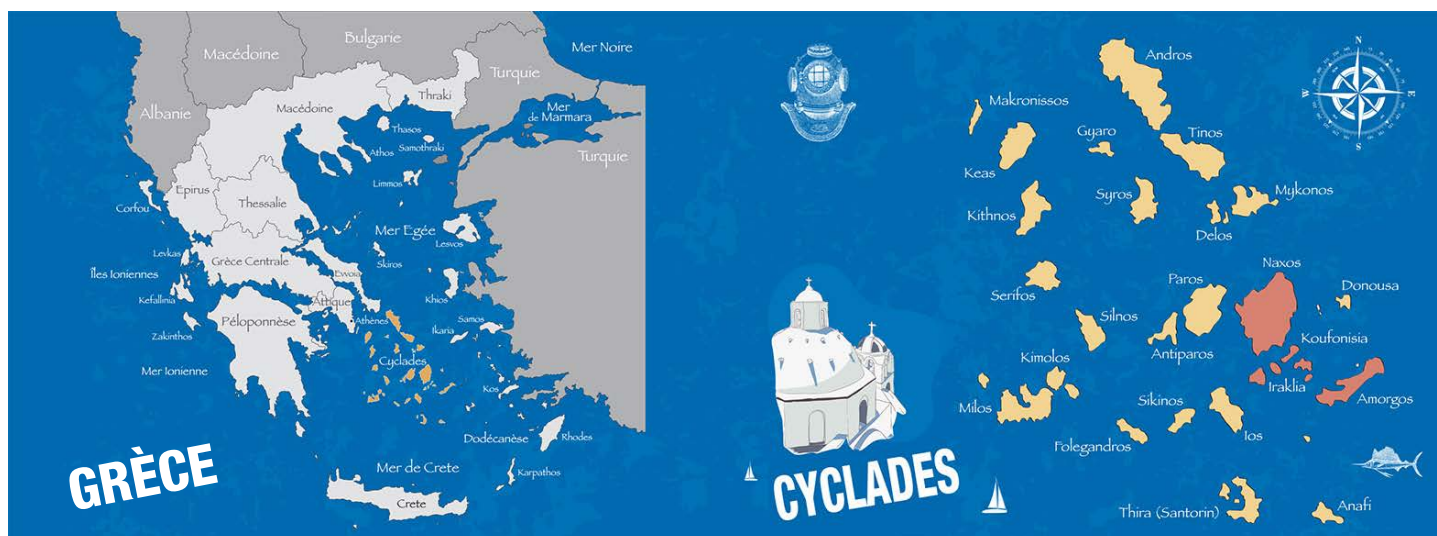 Bulgarie
Macédoine
Mer Noire
Turquie
Albanie
Macédoine
Thraki
Mer
de Marmara
Thasos
Samothraki
Athos
Turquie
Limmos
Epirus
Thessalie
Corfou
Mer Egée
Lesvos
Levkas
Skiros
Grèce Centrale
Îles Ioniennes
Evvoia
Kefallinia
Khios
Attique
Zakinthos
Péloponnèse
Athènes
Samos
Ikaria
Cyclades
Mer Ionienne
Kos
Dodécanèse
Rhodes
Mer de Crete
Karpathos
Crete
GRÈCE
N
W
E
S
Andros
Makronissos
Gyaro
Tinos
Keas
Syros
Mykonos
Kithnos
Delos
Naxos
Paros
Donousa
Serifos
Silnos
Koufonisia
Antiparos
Kimolos
Iraklia
Amorgos
Milos
Sikinos
Ios
Folegandros
Thira (Santorin)
Anafi
CYCLADES